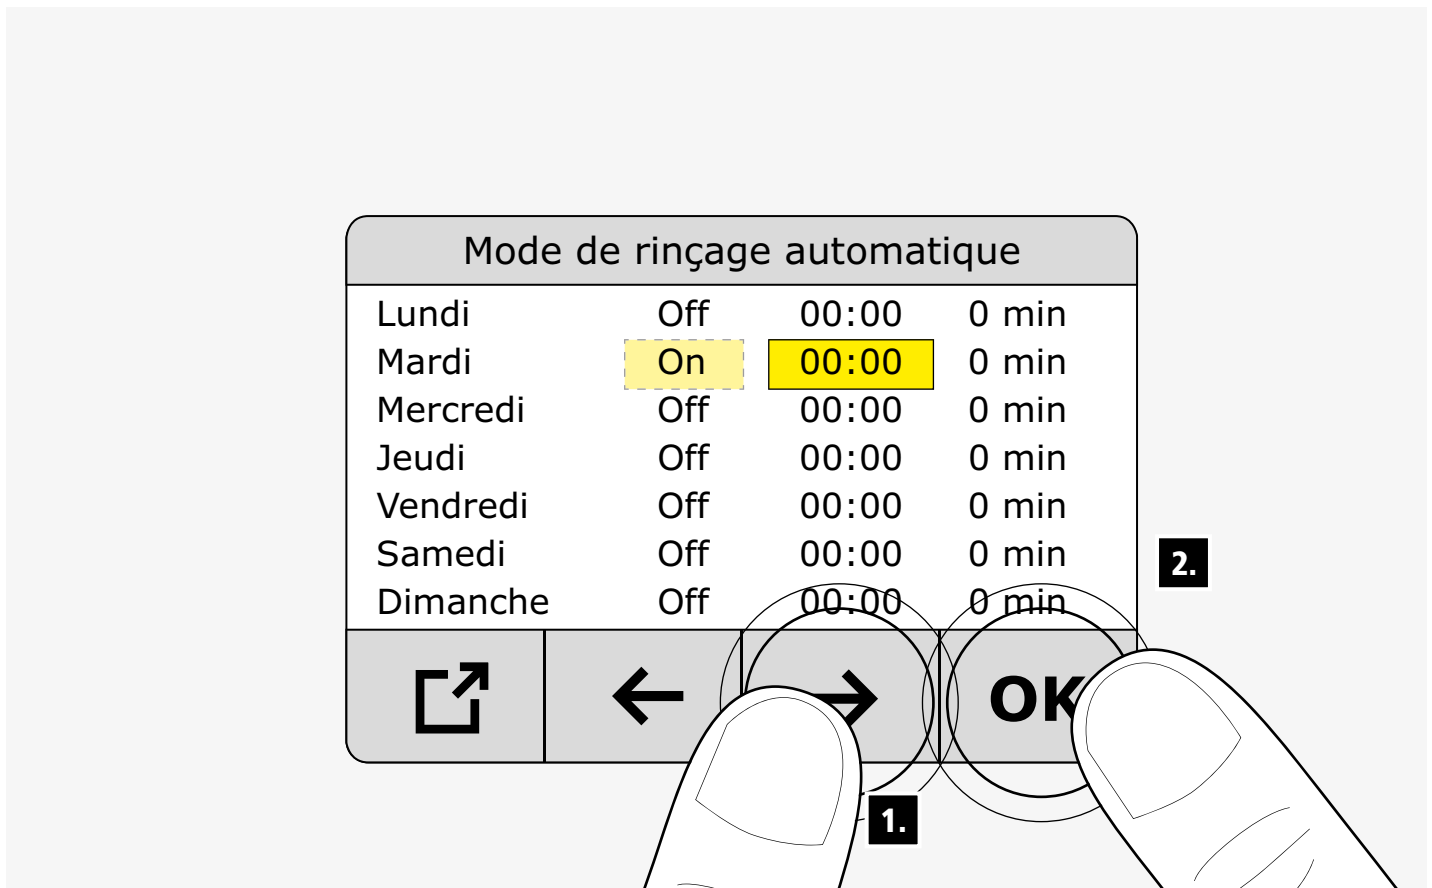 Mode de rinçage automatique
Lundi Off 00:00 0 min
Mardi On 00:00 0 min
Mercredi Off 00:00 0 min
Jeudi Off 00:00 0 min
Vendredi Off 00:00 0 min
Samedi Off 00:00 0 min
Dimanche Off 00:00 0 min
2.
OK
1.